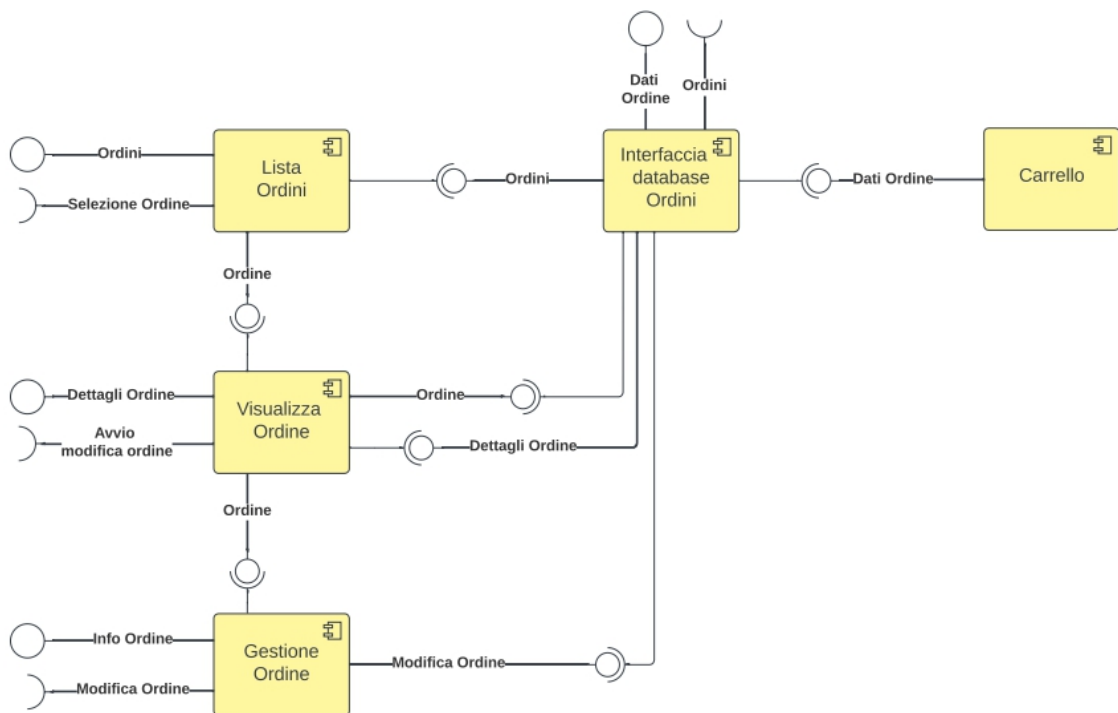 Dati
Ordine
Ordini
Ordini
Selezione Ordine
Lista
Ordini
Ordini
Interfaccia
database
Ordini
Dati Ordine
Carrello
Ordine
Dettagli Ordine
Avvio
modifica ordine
Visualizza
Ordine
Ordine
Dettagli Ordine
Ordine
Info Ordine
Modifica Ordine
Gestione
Ordine
Modifica Ordine